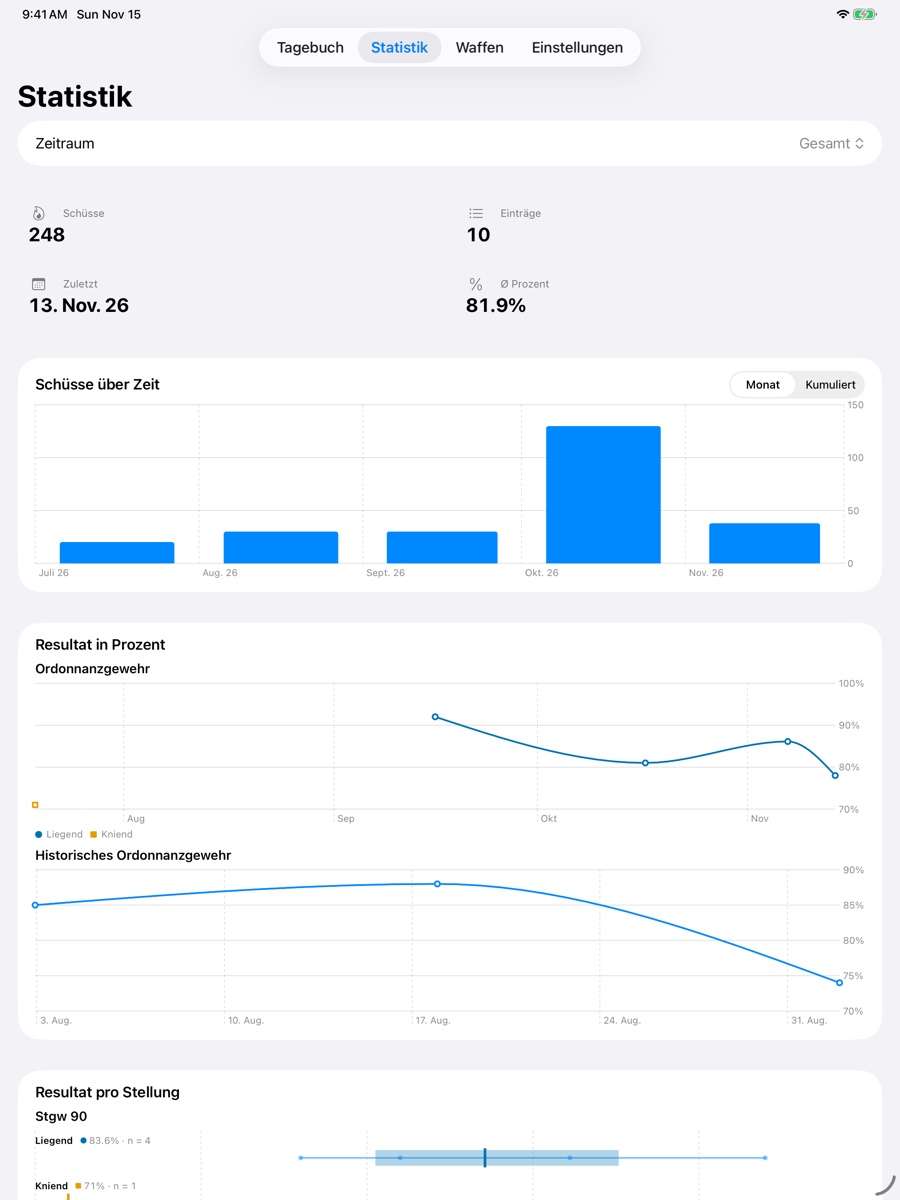 9:41 AM Sun Nov 15
Tagebuch Statistik Waffen Einstellungen
Statistik
Zeitraum Gesamt
Schüsse
248
Einträge
10
Zuletzt
13. Nov. 26
Ø Prozent
81.9%
Schüsse über Zeit
Monat Kumuliert
150
100
50
0
Juli 26 Aug. 26 Sept. 26 Okt. 26 Nov. 26
Resultat in Prozent
Ordonnanzgewehr
100%
90%
80%
70%
Aug Sep Okt Nov
Liegend Kniend
Historisches Ordonnanzgewehr
90%
85%
80%
75%
70%
3. Aug. 10. Aug. 17. Aug. 24. Aug. 31. Aug.
Resultat pro Stellung
Stgw 90
Liegend 83.6% · n = 4
Kniend 71% · n = 1